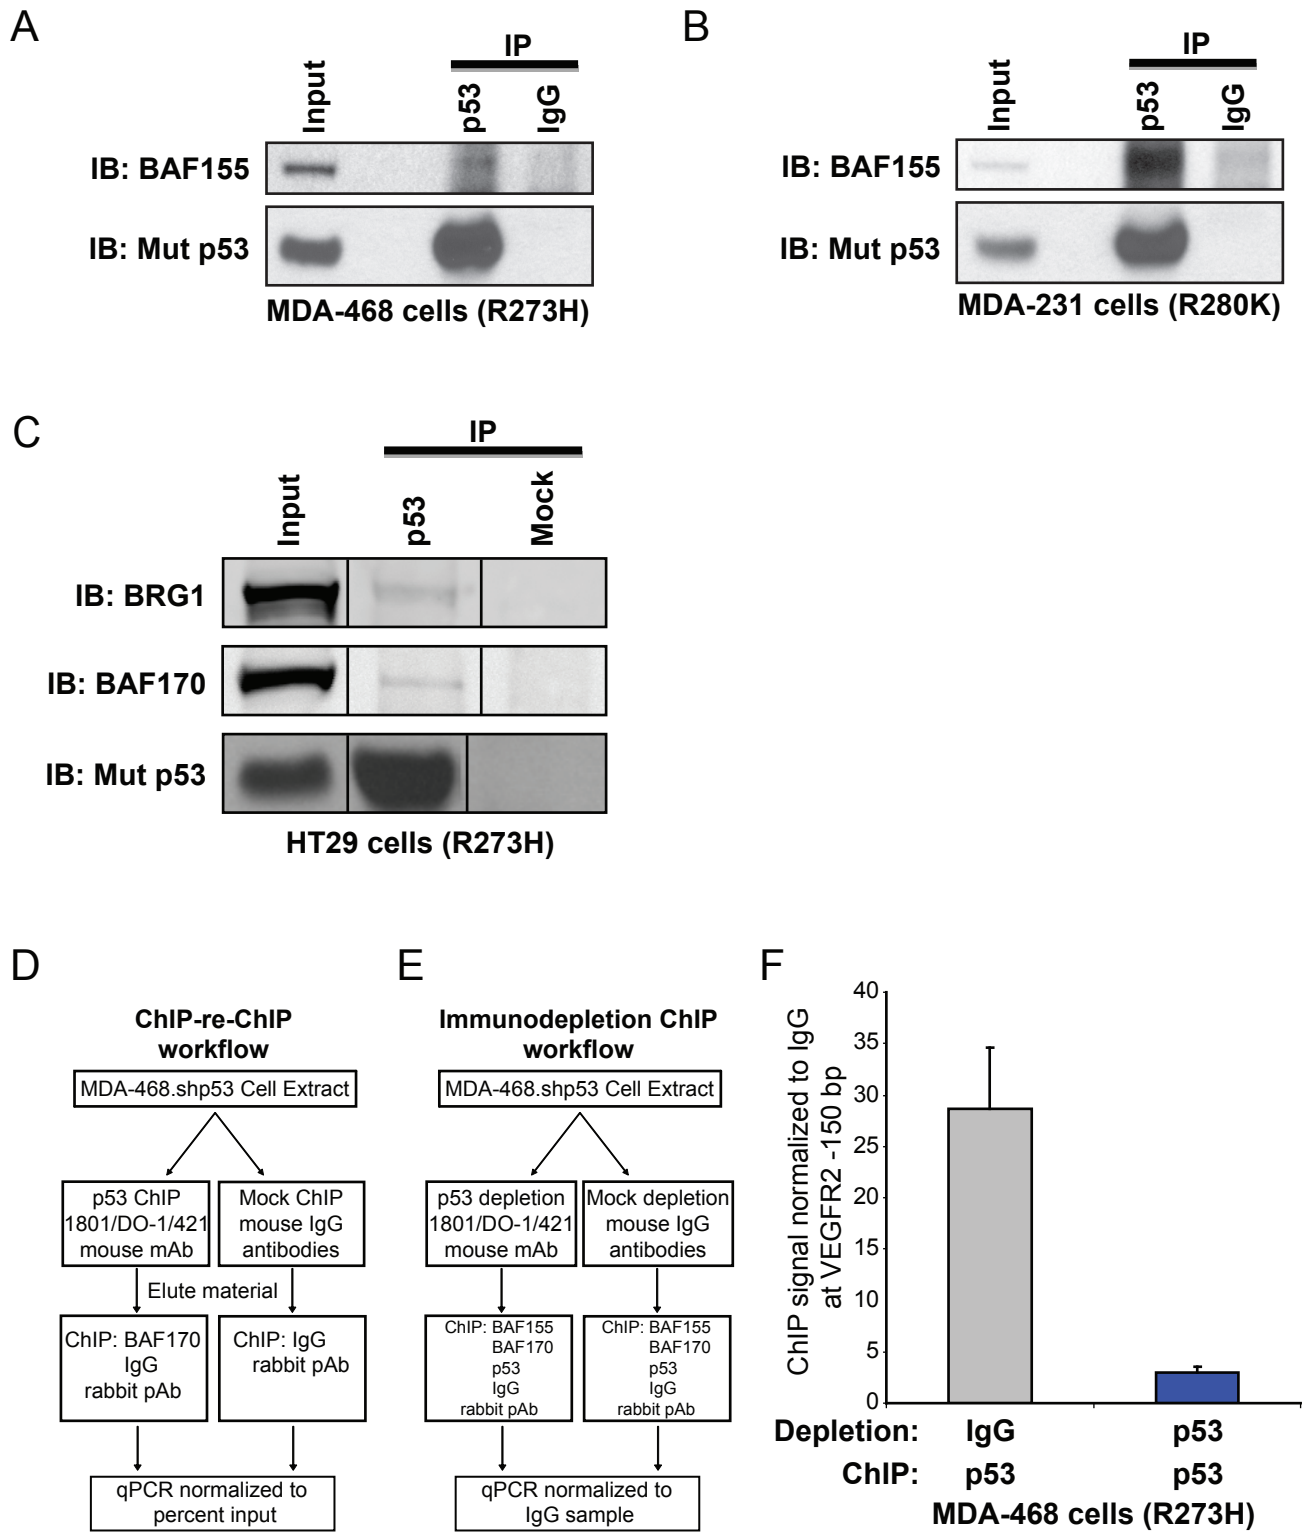 A
IP
Input
p53
IgG
IB: BAF155
IB: Mut p53
MDA-468 cells (R273H)
B
IP
Input
p53
IgG
IB: BAF155
IB: Mut p53
MDA-231 cells (R280K)
C
IP
Input
p53
Mock
IB: BRG1
IB: BAF170
IB: Mut p53
HT29 cells (R273H)
D
ChIP-re-ChIP
workflow
MDA-468.shp53 Cell Extract
p53 ChIP
1801/DO-1/421
mouse mAb
Mock ChIP
mouse IgG
antibodies
Elute material
ChIP: BAF170
IgG
rabbit pAb
ChIP: IgG
rabbit pAb
qPCR normalized to
percent input
E
Immunodepletion ChIP
workflow
MDA-468.shp53 Cell Extract
p53 depletion
1801/DO-1/421
mouse mAb
Mock depletion
mouse IgG
antibodies
ChIP: BAF155
BAF170
p53
IgG
rabbit pAb
ChIP: BAF155
BAF170
p53
IgG
rabbit pAb
qPCR normalized to
IgG sample
F
ChIP signal normalized to IgG
at VEGFR2 -150 bp
40
35
30
25
20
15
10
5
0
Depletion: IgG p53
ChIP: p53 p53
MDA-468 cells (R273H)